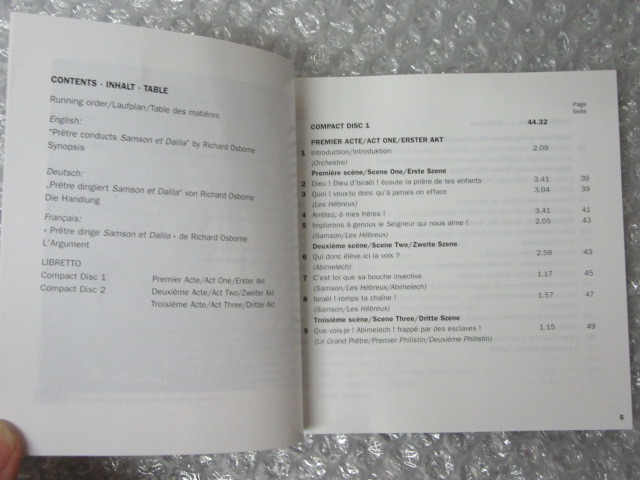 CONTENTS - INHALT - TABLE
Running order/Laufplan/Table des matières
English:
"Prêtre conducts Samson et Dalila" by Richard Osborne
Synopsis
Deutsch:
„Prêtre dirigiert Samson et Dalila“ von Richard Osborne
Die Handlung
Français:
« Prêtre dirige Samson et Dalila » de Richard Osborne
L'Argument
LIBRETTO
Compact Disc 1 Premier Acte/Act One/Erster Akt
Compact Disc 2 Deuxième Acte/Act Two/Zweiter Akt
Troisième Acte/Act Three/Dritter Akt
Page
Seite
COMPACT DISC 1 44.32
PREMIER ACTE/ACT ONE/ERSTER AKT
1 Introduction/Introduktion 2.09
(Orchestre)
Première scène/Scene One/Erste Szene
2 Dieu ! Dieu d'Israël ! écoute la prière de tes enfants 3.41 39
3 Quoi ! veux-tu donc qu'à jamais on efface 3.04 39
(Les Hébreux)
4 Arrêtez, ô mes frères ! 3.41 41
5 Implorons à genoux le Seigneur qui nous aime ! 2.05 43
(Samson/Les Hébreux)
Deuxième scène/Scene Two/Zweite Szene
6 Qui donc élève ici la voix ? 2.58 43
(Abimelech)
7 C'est toi que sa bouche invective 1.17 45
(Samson/Les Hébreux/Abimelech)
8 Israël ! romps ta chaîne ! 1.57 47
(Samson/Les Hébreux)
Troisième scène/Scene Three/Dritte Szene
9 Que vois-je ! Abimelech ! frappé par des esclaves ! 1.15 49
(Le Grand Prêtre/Premier Philistin/Deuxième Philistin)
5